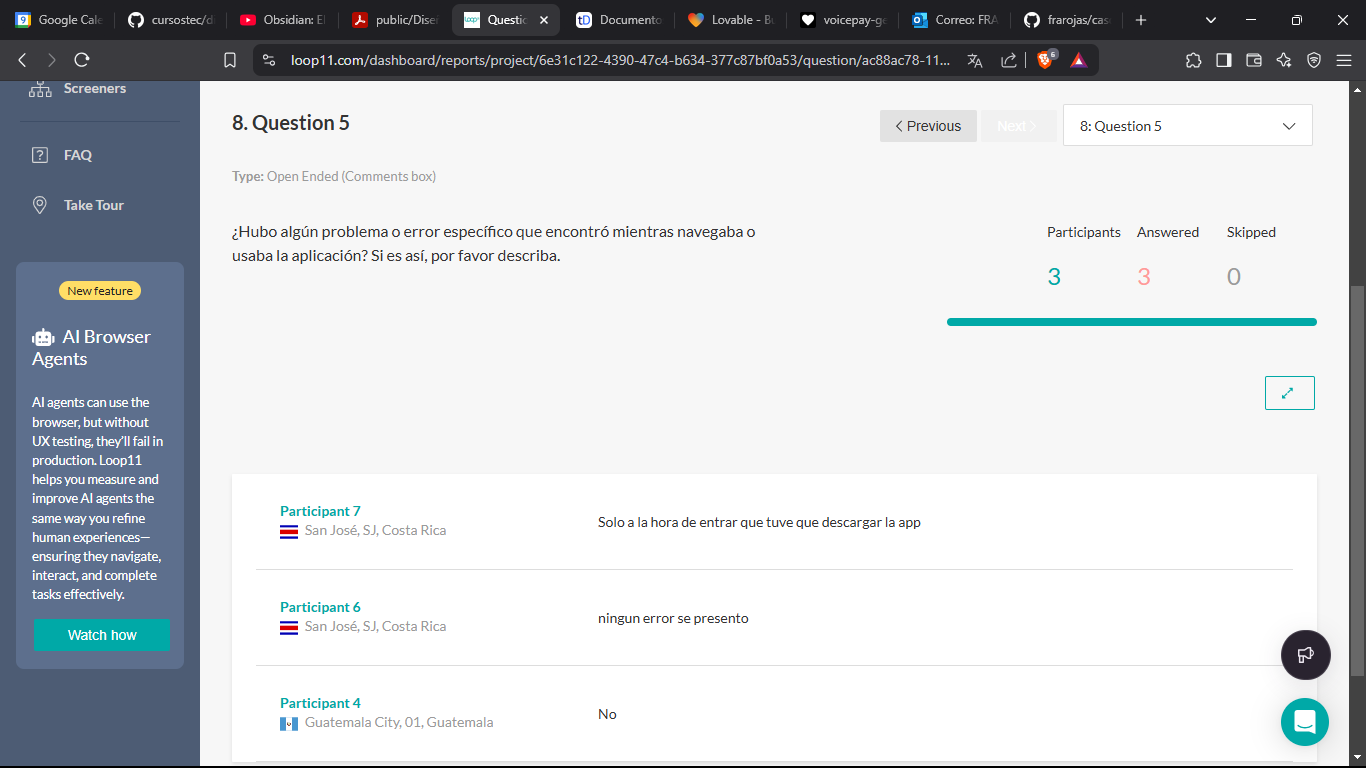 Google Cale
cursostec/di
Obsidian: El
public/Diseñ
Questio
Documento
Lovable - Bu
voicepay-ge
Correo: FRA
frarojas/caso
loop11.com/dashboard/reports/project/6e31c122-4390-47c4-b634-377c87bf0a53/question/ac88ac78-11...
6
Screeners
FAQ
Take Tour
New feature
AI Browser
Agents
AI agents can use the
browser, but without
UX testing, they'll fail in
production. Loop11
helps you measure and
improve AI agents the
same way you refine
human experiences—
ensuring they navigate,
interact, and complete
tasks effectively.
Watch how
8. Question 5
Previous
Next
8: Question 5
Type: Open Ended (Comments box)
¿Hubo algún problema o error específico que encontró mientras navegaba o
usaba la aplicación? Si es así, por favor describa.
Participants Answered Skipped
3 3 0
Participant 7
San José, SJ, Costa Rica
Solo a la hora de entrar que tuve que descargar la app
Participant 6
San José, SJ, Costa Rica
ningun error se presento
Participant 4
Guatemala City, 01, Guatemala
No